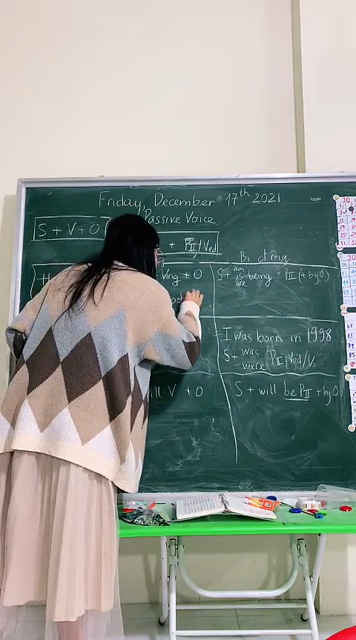 Friday, December 17th 2021
Passive Voice
S + V + O
+ PII/Ved
Bị động
Ving + O
S + am is are being + PII (+ by O)
- I was born in 1998
S + was were PII/Ved/V3
V + O
S + will be PII + by O